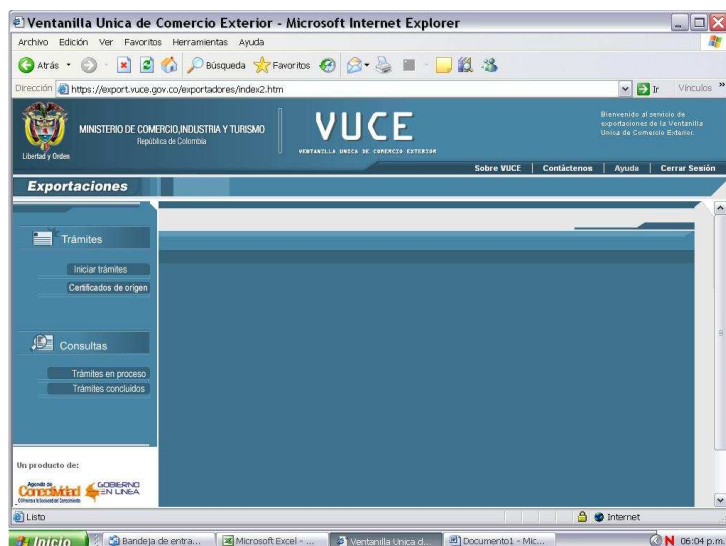 Ventanilla Unica de Comercio Exterior - Microsoft Internet Explorer
Archivo Edición Ver Favoritos Herramientas Ayuda
Atrás Búsqueda Favoritos
Dirección https://export.vuce.gov.co/exportadores/index2.htm Ir Vínculos »
MINISTERIO DE COMERCIO, INDUSTRIA Y TURISMO
República de Colombia
Libertad y Orden
VUCE
VENTANILLA UNICA DE COMERCIO EXTERIOR
Bienvenido al servicio de
exportaciones de la Ventanilla
Unica de Comercio Exterior.
Sobre VUCE | Contáctenos | Ayuda | Cerrar Sesión
Exportaciones
Trámites
Iniciar trámites
Certificados de origen
Consultas
Trámites en proceso
Trámites concluidos
Un producto de:
Agenda de
Conectividad
GOBIERNO
EN LINEA
Listo Internet
Inicio Bandeja de entra... Microsoft Excel - ... Ventanilla Unica d... Documento1 - Mic... N 06:04 p.m.